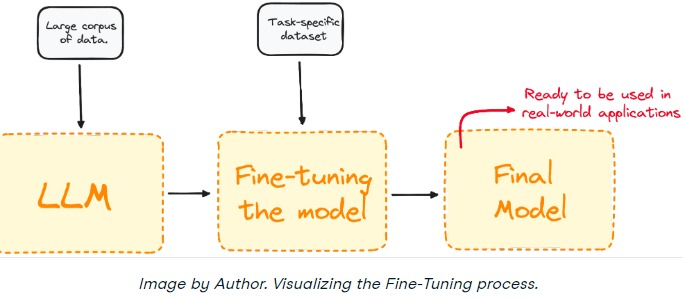 Large corpus
of data.
Task-specific
dataset
Ready to be used in
real-world applications
LLM
Fine-tuning
the model
Final
Model
Image by Author. Visualizing the Fine-Tuning process.